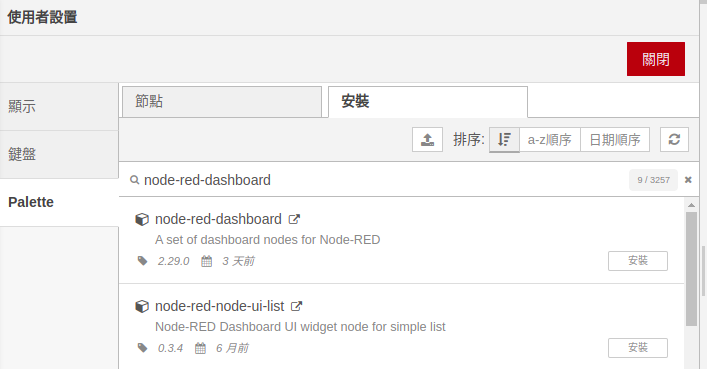 使用者設置
關閉
顯示
節點
安裝
排序:
a-z順序
日期順序
鍵盤
node-red-dashboard
9 / 3257
Palette
node-red-dashboard
A set of dashboard nodes for Node-RED
2.29.0
3 天前
安裝
node-red-node-ui-list
Node-RED Dashboard UI widget node for simple list
0.3.4
6 月前
安裝